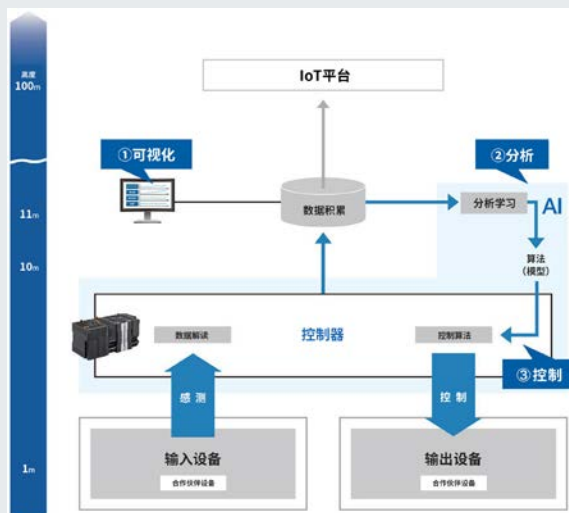 高度
100m
IoT平台
①可视化
②分析
数据积累
分析学习
AI
11m
算法
(模型)
10m
数据解读
控制器
控制算法
③控制
感测
控制
输入设备
合作伙伴设备
输出设备
合作伙伴设备
1m